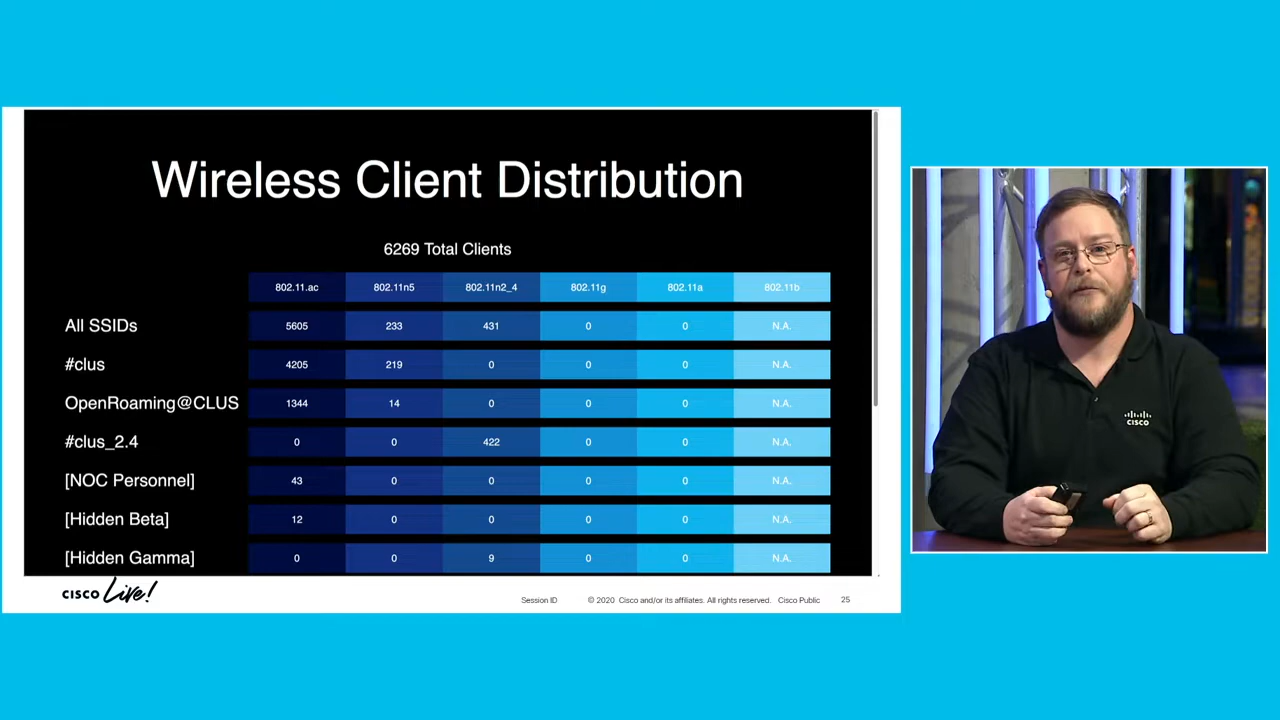 Wireless Client Distribution
6269 Total Clients
802.11.ac 802.11n5 802.11n2_4 802.11g 802.11a 802.11b
All SSIDs 5605 233 431 0 0 N.A.
#clus 4205 219 0 0 0 N.A.
OpenRoaming@CLUS 1344 14 0 0 0 N.A.
#clus_2.4 0 0 422 0 0 N.A.
[NOC Personnel] 43 0 0 0 0 N.A.
[Hidden Beta] 12 0 0 0 0 N.A.
[Hidden Gamma] 0 0 9 0 0 N.A.
CISCO Live! Session ID © 2020 Cisco and/or its affiliates. All rights reserved. Cisco Public 25
CISCO